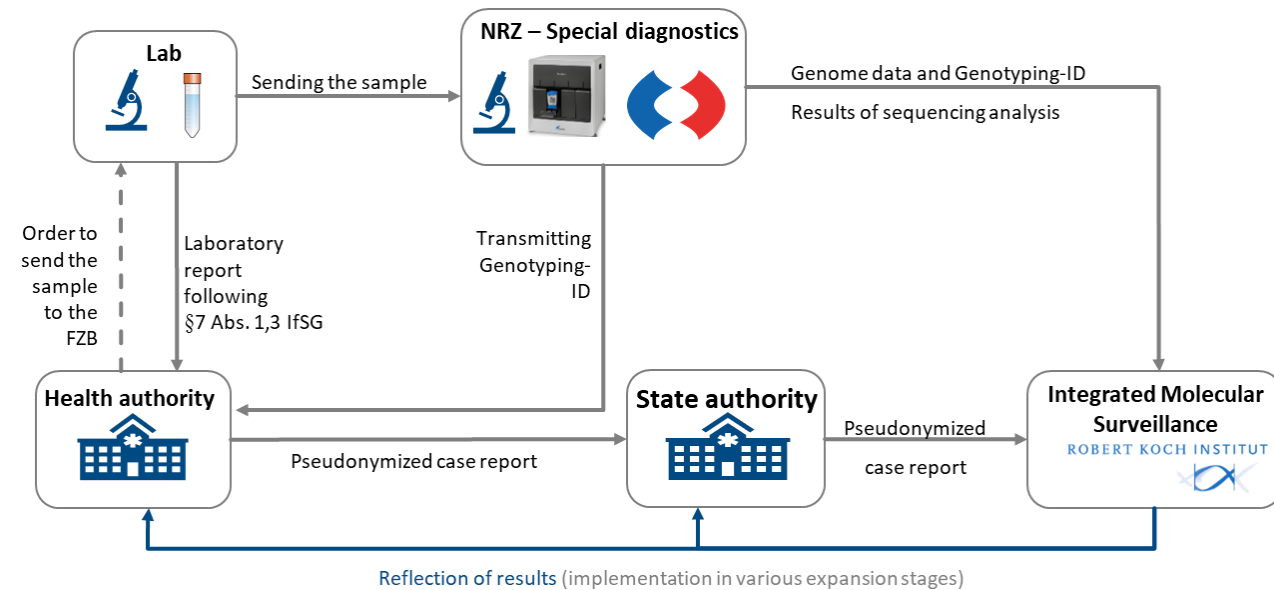 Lab
NRZ – Special diagnostics
Sending the sample
Genome data and Genotyping-ID
Results of sequencing analysis
Order to
send the
sample
to the
FZB
Laboratory
report
following
§7 Abs. 1,3 IfSG
Transmitting
Genotyping-
ID
Health authority
State authority
Integrated Molecular
Surveillance
ROBERT KOCH INSTITUT
Pseudonymized case report
Pseudonymized
case report
Reflection of results (implementation in various expansion stages)